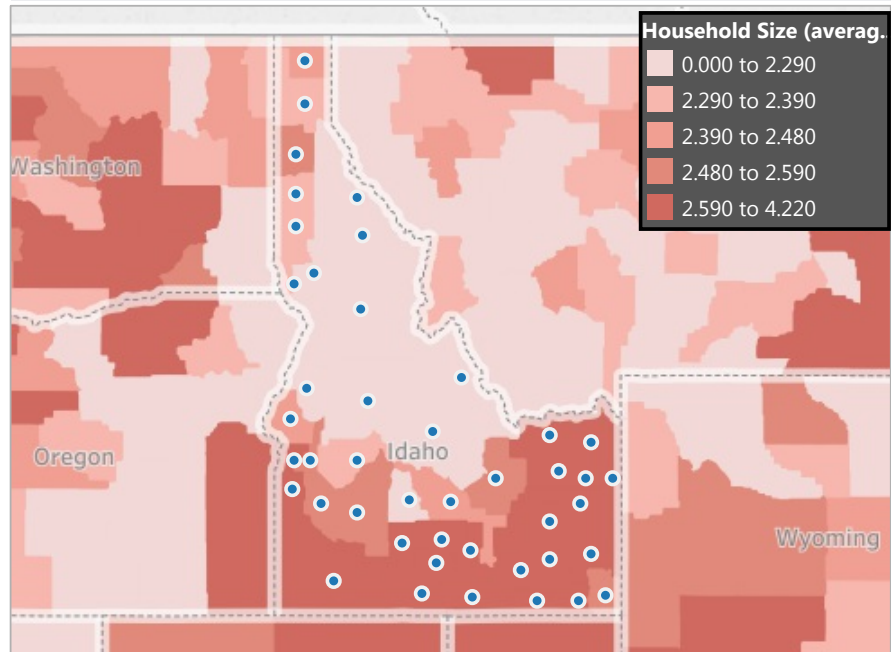 Household Size (averag..
0.000 to 2.290
2.290 to 2.390
2.390 to 2.480
2.480 to 2.590
2.590 to 4.220
Washington
Idaho
Oregon
Wyoming